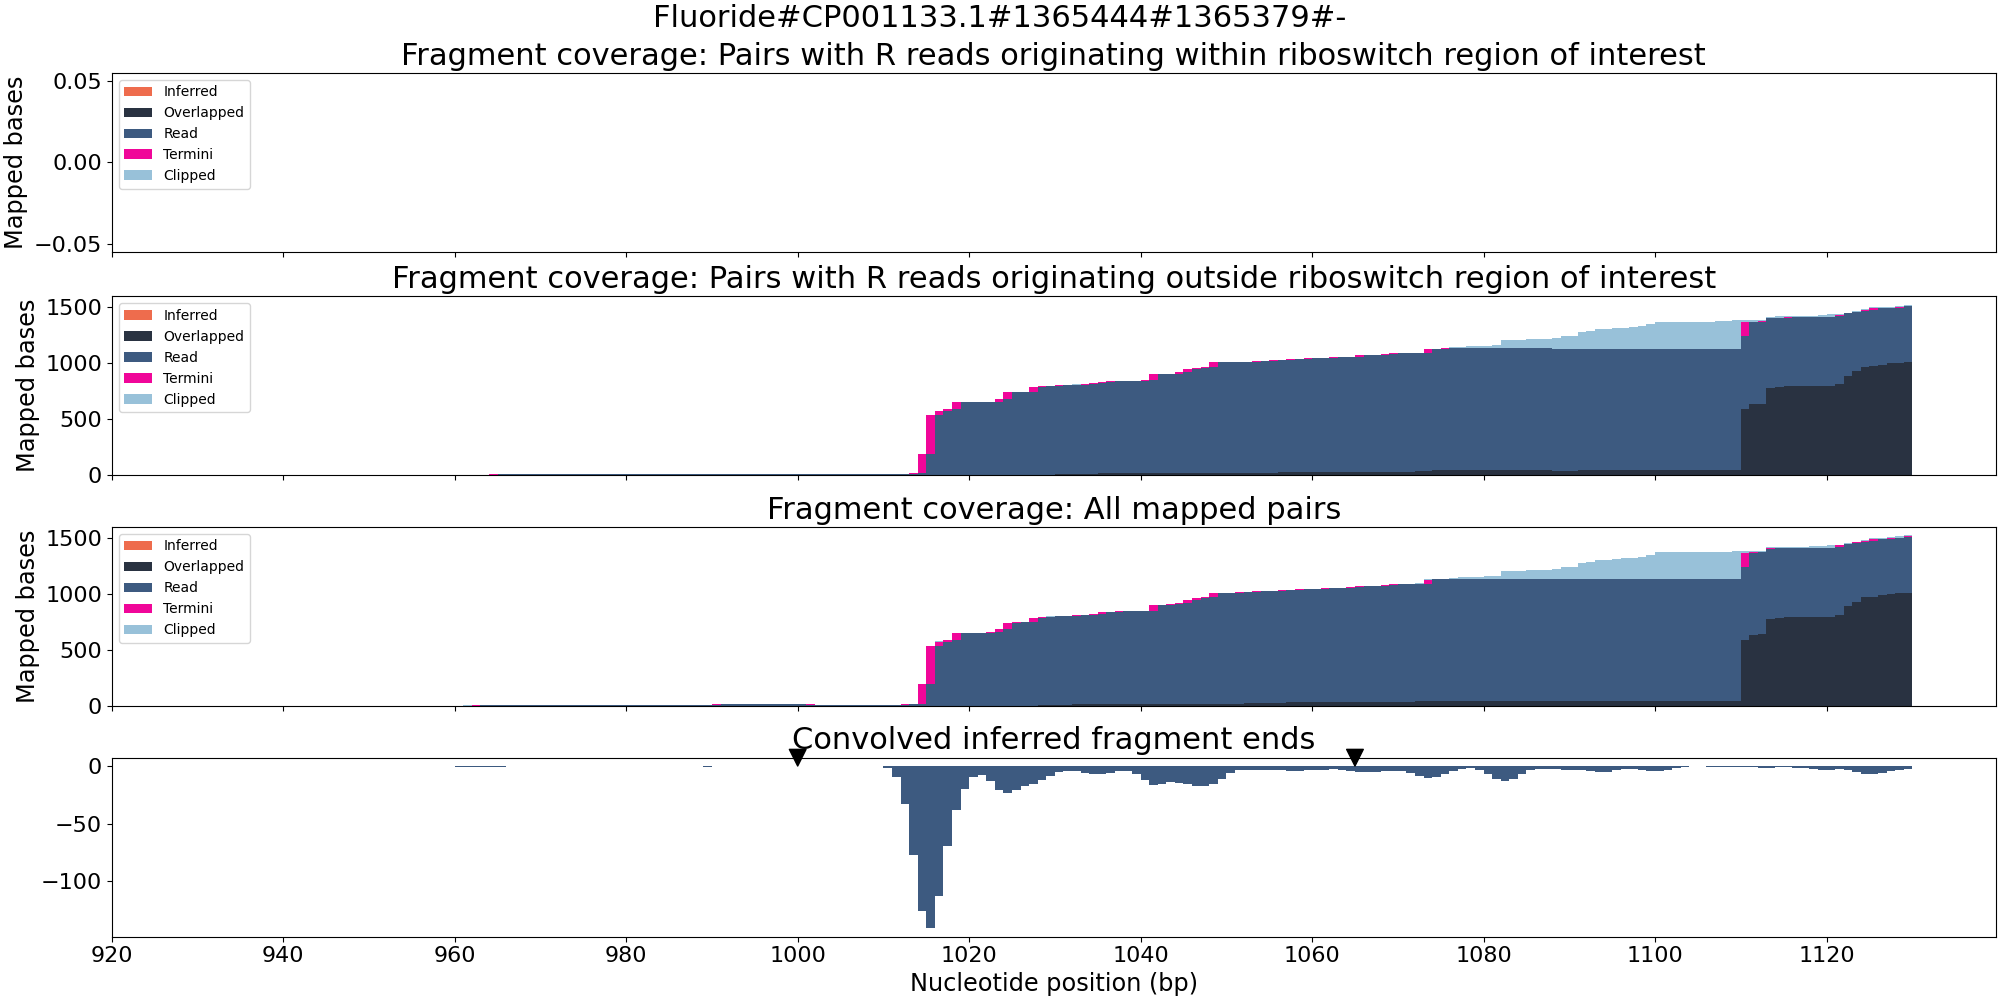 Fluoride#CP001133.1#1365444#1365379#-
Fragment coverage: Pairs with R reads originating within riboswitch region of interest
Mapped bases
0.05
0.00
−0.05
Inferred
Overlapped
Read
Termini
Clipped
Fragment coverage: Pairs with R reads originating outside riboswitch region of interest
Mapped bases
1500
1000
500
0
Inferred
Overlapped
Read
Termini
Clipped
Fragment coverage: All mapped pairs
Mapped bases
1500
1000
500
0
Inferred
Overlapped
Read
Termini
Clipped
Convolved inferred fragment ends
0
−50
−100
920 940 960 980 1000 1020 1040 1060 1080 1100 1120
Nucleotide position (bp)